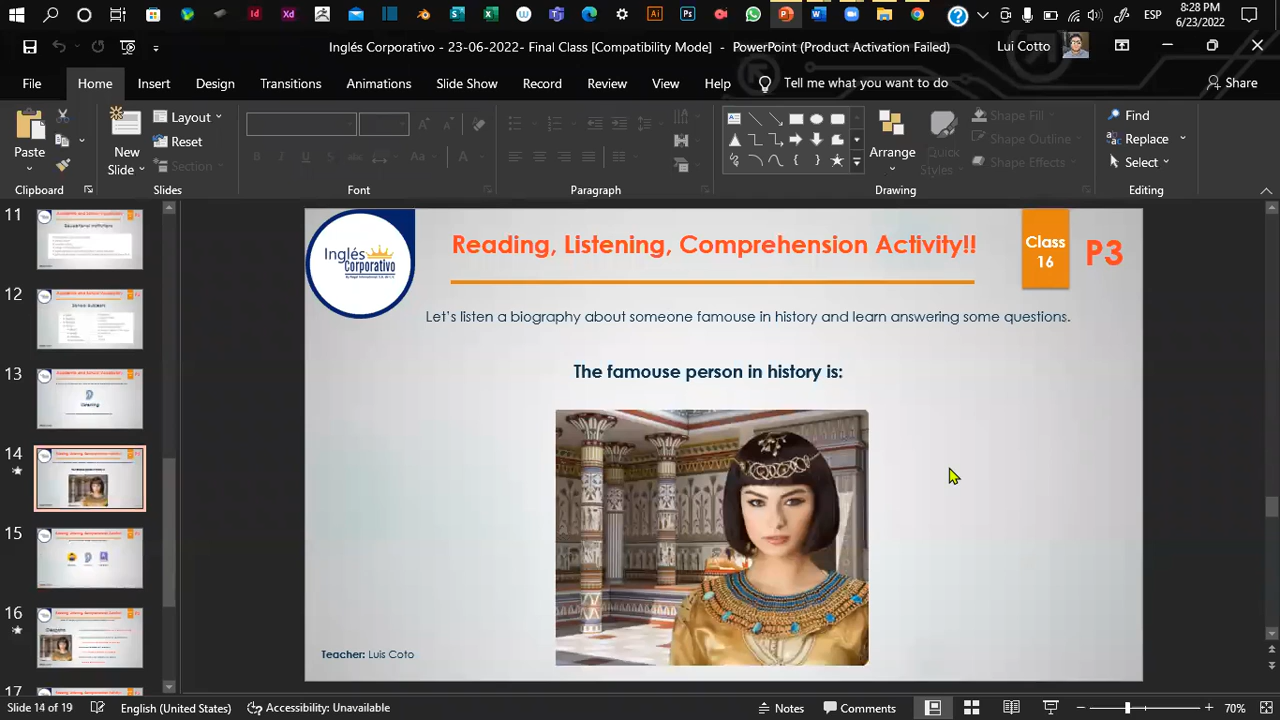 8:28 PM
ESP
6/23/2022
Inglés Corporativo - 23-06-2022- Final Class [Compatibility Mode] - PowerPoint (Product Activation Failed)
Lui Cotto
File Home Insert Design Transitions Animations Slide Show Record Review View Help Tell me what you want to do Share
Paste
Clipboard
New Slide
Layout
Reset
Section
Slides
Font
Paragraph
Arrange
Quick Styles
Shape Fill
Shape Outline
Shape Effects
Drawing
Find
Replace
Select
Editing
11
12
13
14
15
16
17
Inglés
Corporativo
Reading, Listening, Comprehension Activity!!
Class
16
P3
Let's listen a biography about someone famouse in history and learn answering some questions.
The famouse person in history is:
Teacher: Luis Coto
Slide 14 of 19 English (United States) Accessibility: Unavailable Notes Comments 70%